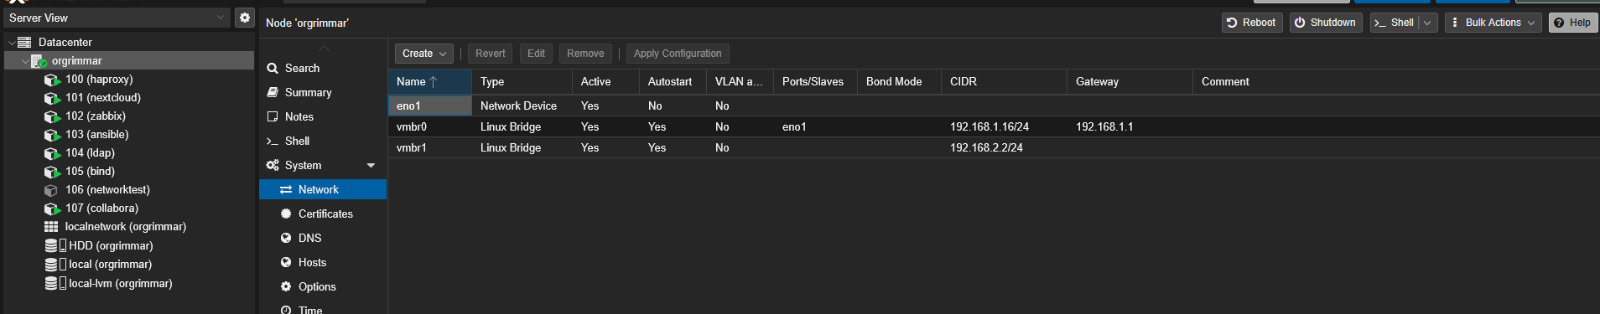 Server View
Datacenter
orgrimmar
100 (haproxy)
101 (nextcloud)
102 (zabbix)
103 (ansible)
104 (ldap)
105 (bind)
106 (networktest)
107 (collabora)
localnetwork (orgrimmar)
HDD (orgrimmar)
local (orgrimmar)
local-lvm (orgrimmar)
Node 'orgrimmar'
Reboot
Shutdown
>_ Shell
Bulk Actions
Help
Search
Summary
Notes
>_ Shell
System
Network
Certificates
DNS
Hosts
Options
Time
Create
Revert
Edit
Remove
Apply Configuration
Name ↑ Type Active Autostart VLAN a... Ports/Slaves Bond Mode CIDR Gateway Comment
eno1 Network Device Yes No No
vmbr0 Linux Bridge Yes Yes No eno1 192.168.1.16/24 192.168.1.1
vmbr1 Linux Bridge Yes Yes No 192.168.2.2/24